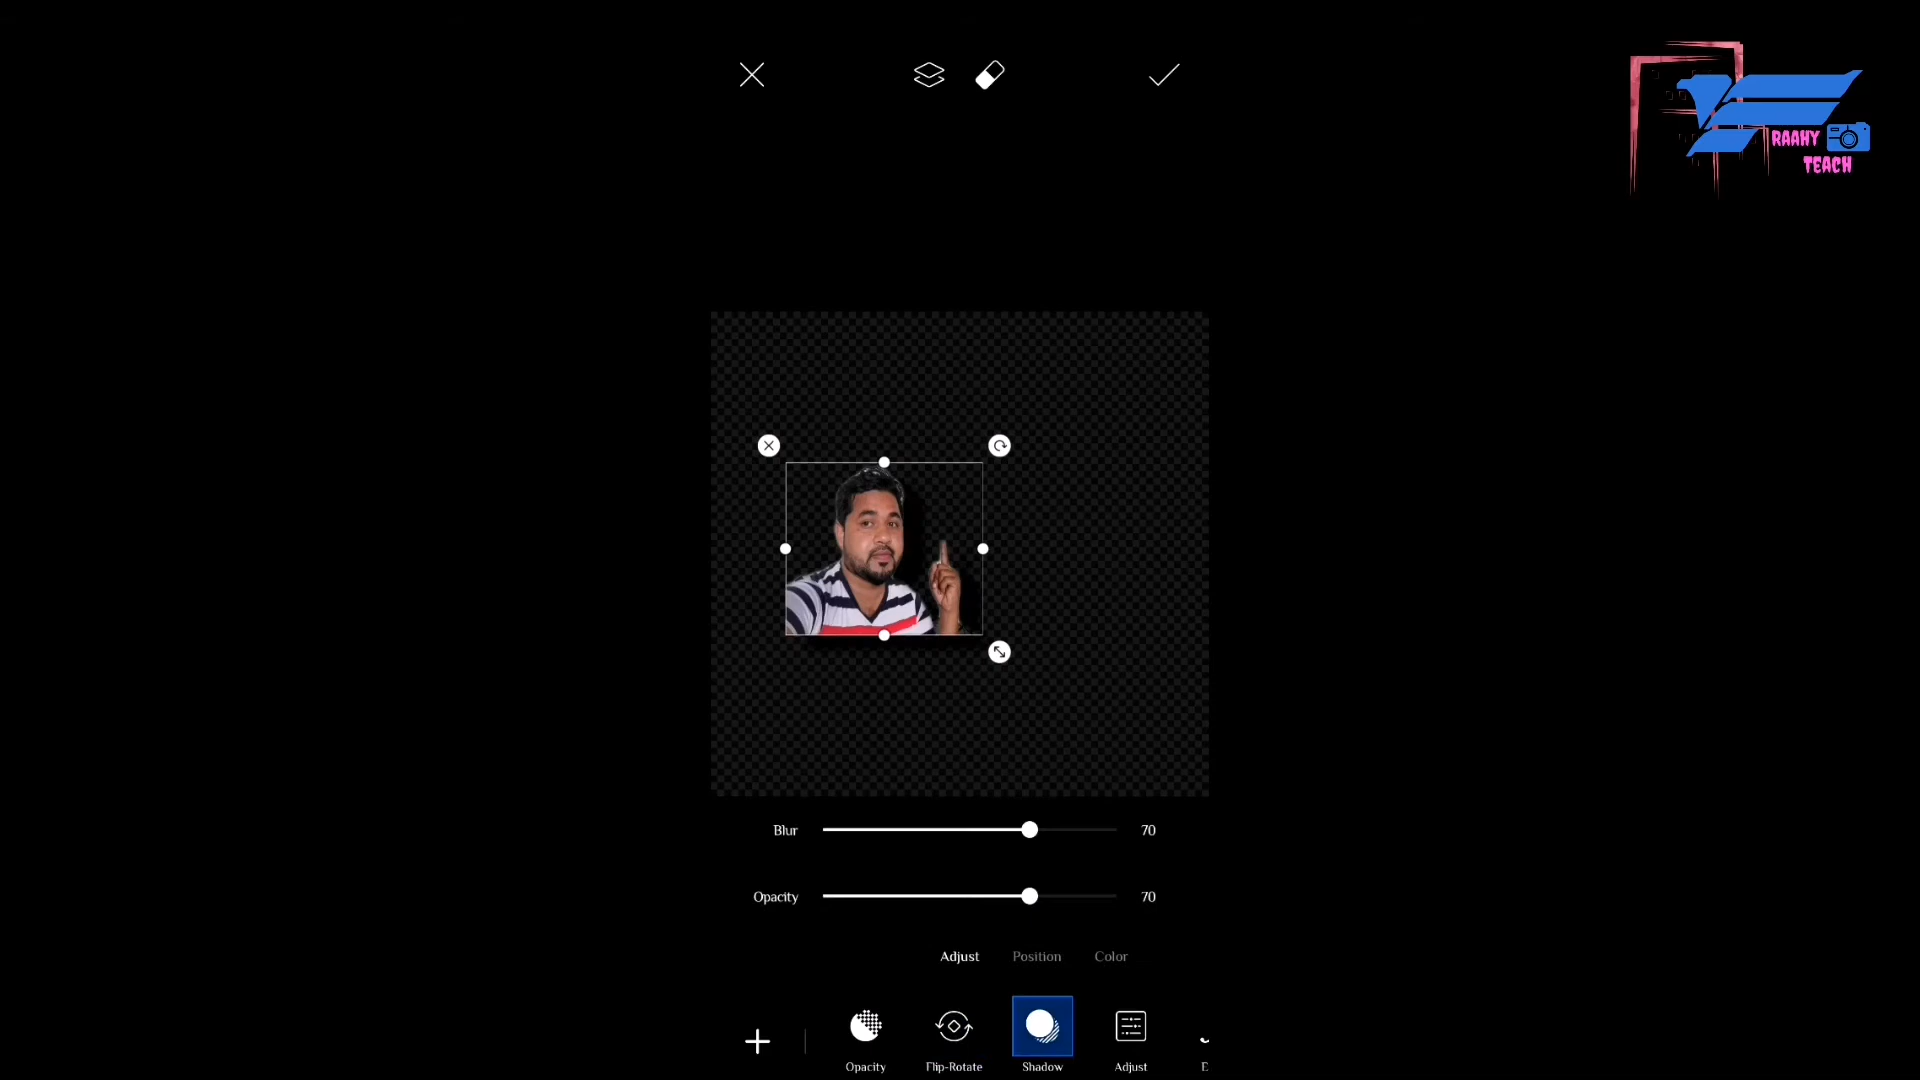 RAAHY
TEACH
Blur 70
Opacity 70
Adjust Position Color
Opacity Flip-Rotate Shadow Adjust E